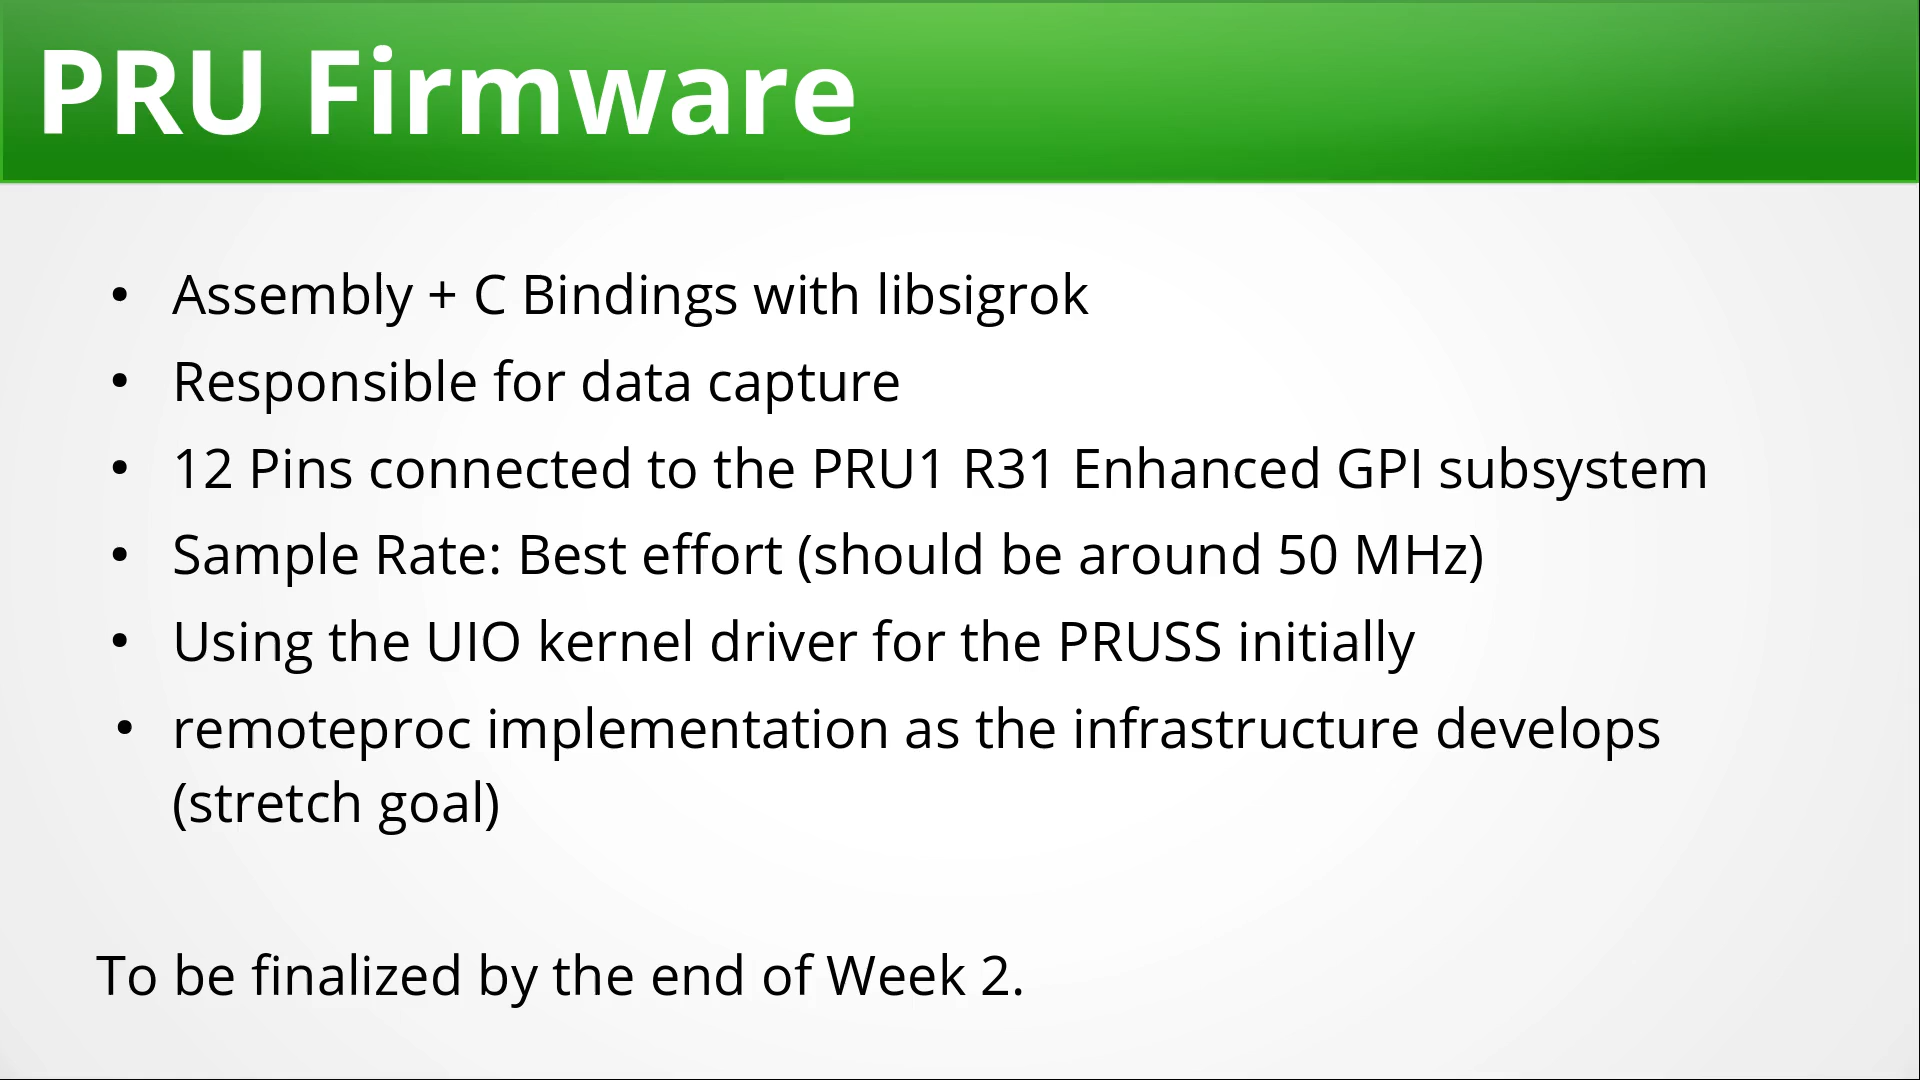 PRU Firmware
• Assembly + C Bindings with libsigrok
• Responsible for data capture
• 12 Pins connected to the PRU1 R31 Enhanced GPI subsystem
• Sample Rate: Best effort (should be around 50 MHz)
• Using the UIO kernel driver for the PRUSS initially
• remoteproc implementation as the infrastructure develops
(stretch goal)
To be finalized by the end of Week 2.